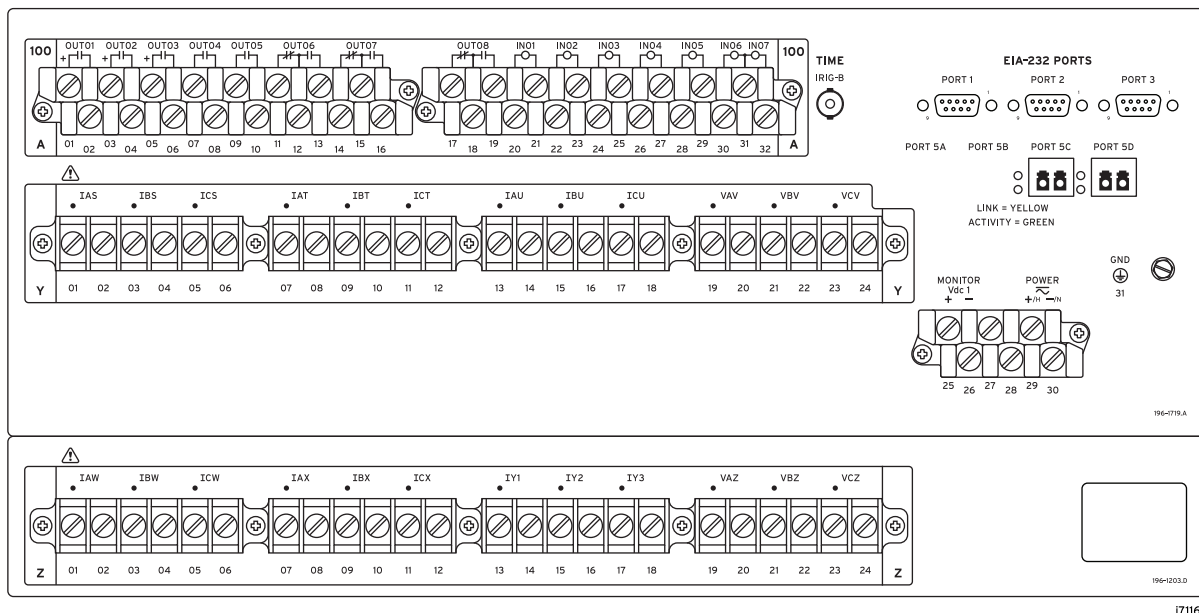 100 OUT01 OUT02 OUT03 OUT04 OUT05 OUT06 OUT07 OUT08 IN01 IN02 IN03 IN04 IN05 IN06 IN07 100
+ + +
A 01 02 03 04 05 06 07 08 09 10 11 12 13 14 15 16 17 18 19 20 21 22 23 24 25 26 27 28 29 30 31 32 A
TIME
IRIG-B
EIA-232 PORTS
PORT 1 PORT 2 PORT 3
1 1 1
9 9 9
PORT 5A PORT 5B PORT 5C PORT 5D
LINK = YELLOW
ACTIVITY = GREEN
IAS IBS ICS IAT IBT ICT IAU IBU ICU VAV VBV VCV
Y 01 02 03 04 05 06 07 08 09 10 11 12 13 14 15 16 17 18 19 20 21 22 23 24 Y
GND
31
MONITOR POWER
Vdc 1
+ − +/H −/N
25 26 27 28 29 30
196-1719.A
IAW IBW ICW IAX IBX ICX IY1 IY2 IY3 VAZ VBZ VCZ
Z 01 02 03 04 05 06 07 08 09 10 11 12 13 14 15 16 17 18 19 20 21 22 23 24 Z
196-1203.D
i7116